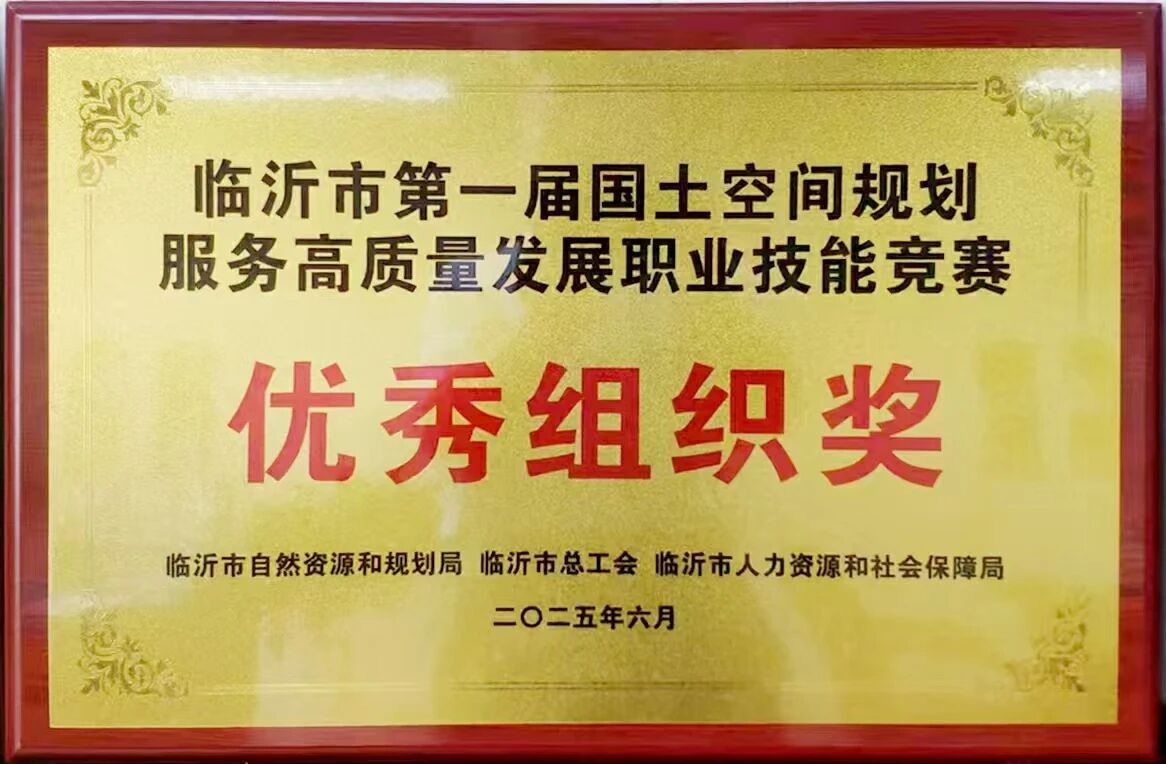 临沂市第一届国土空间规划
服务高质量发展职业技能竞赛
优秀组织奖
临沂市自然资源和规划局 临沂市总工会 临沂市人力资源和社会保障局
二〇二五年六月